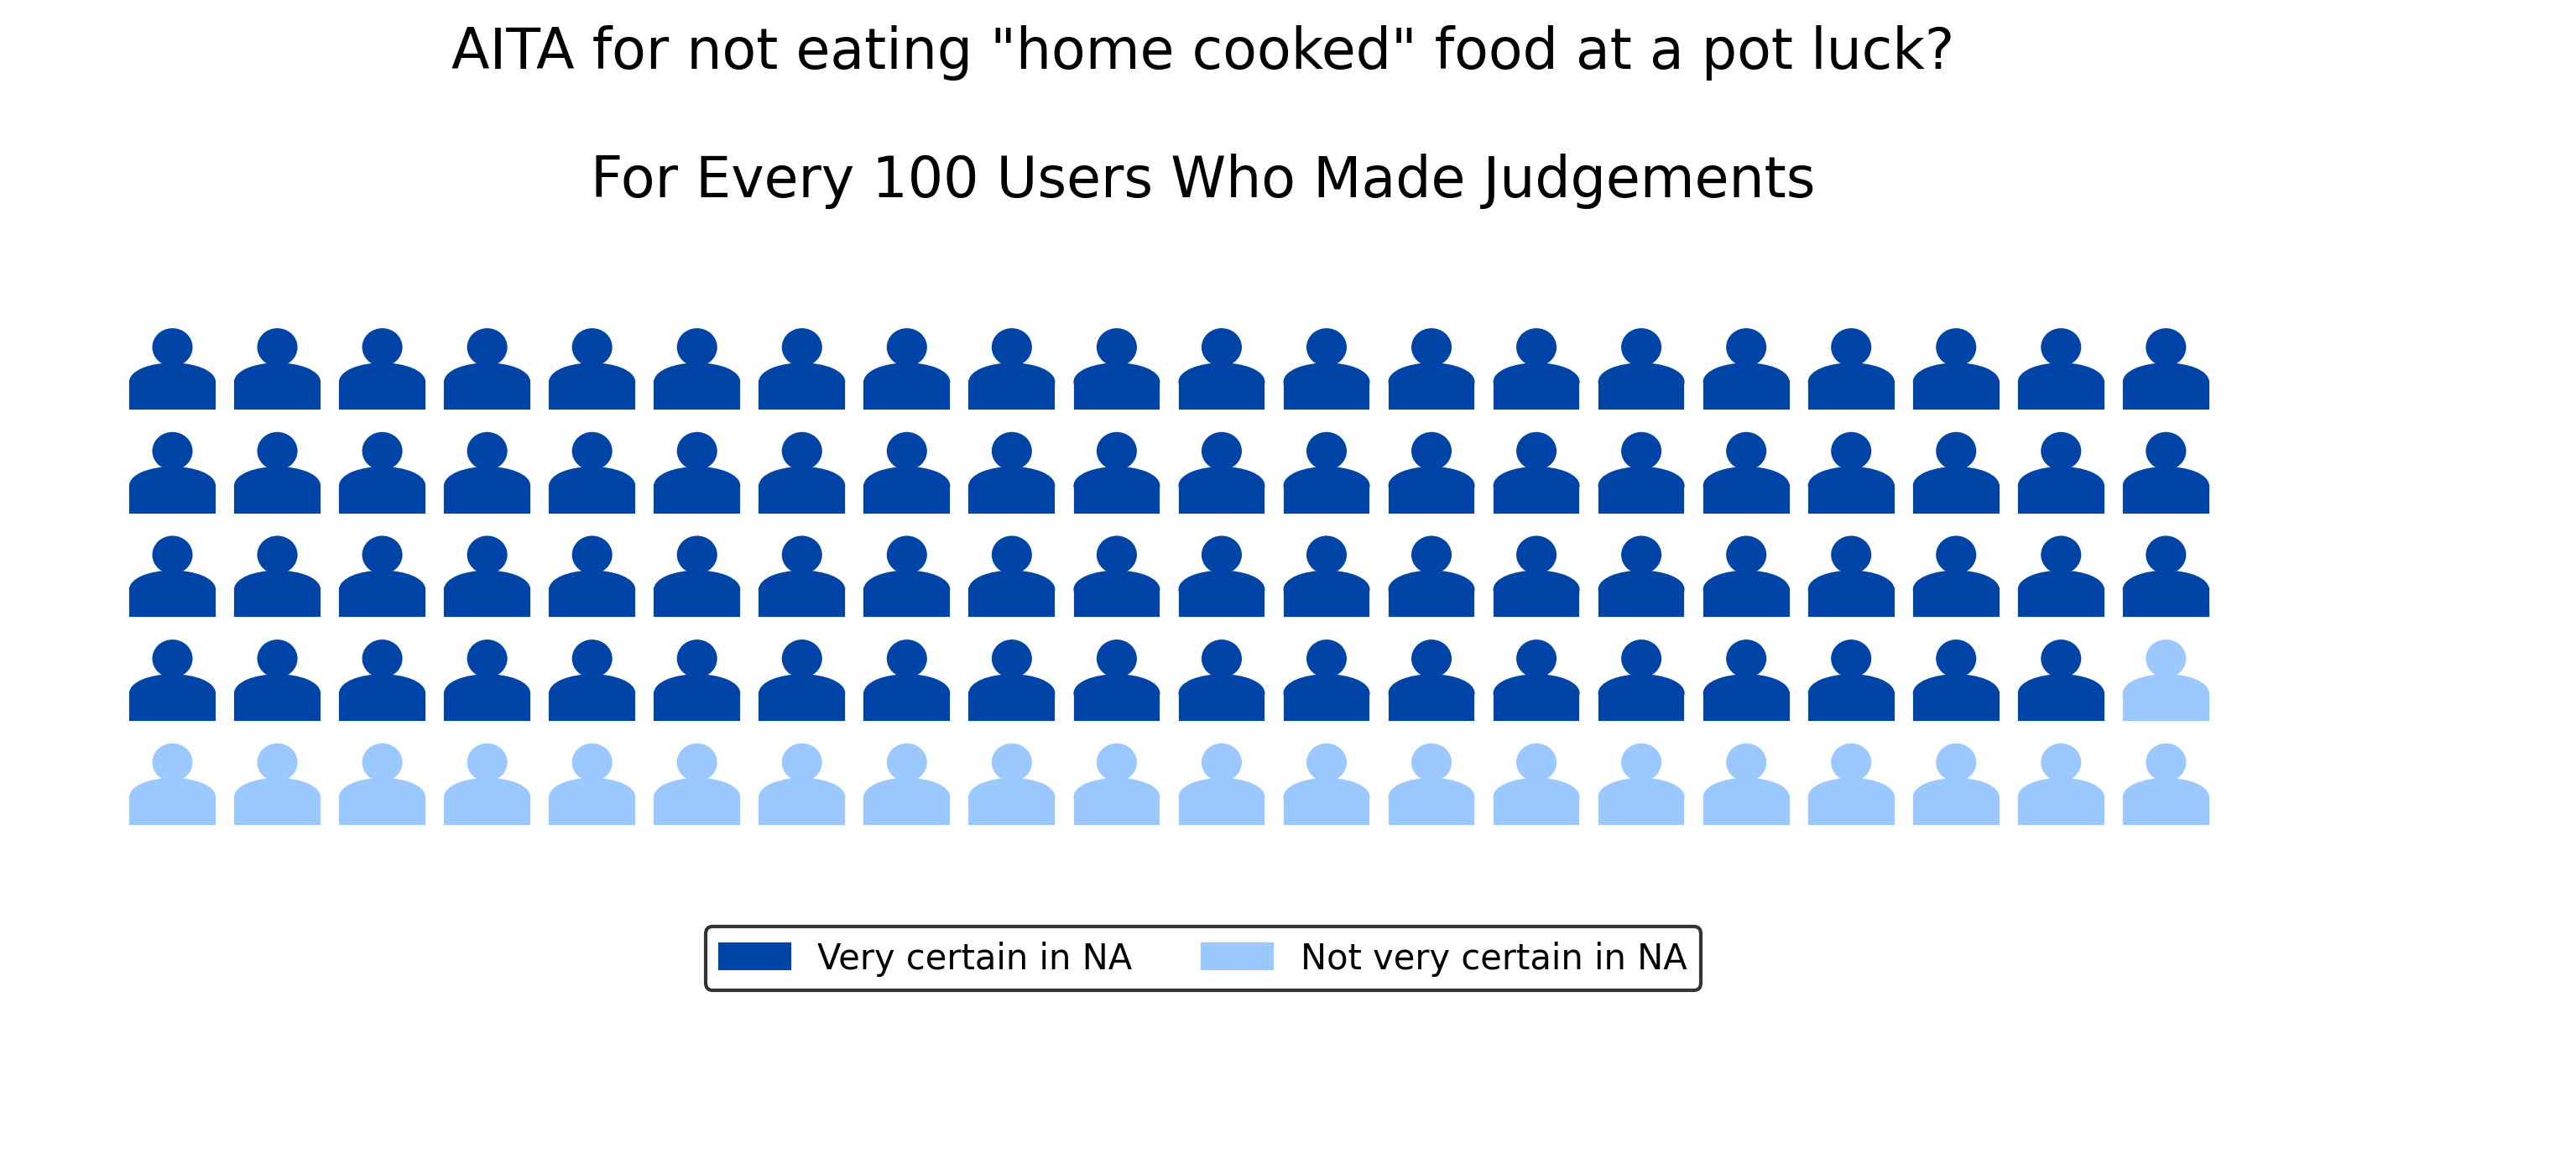 AITA for not eating "home cooked" food at a pot luck?
For Every 100 Users Who Made Judgements
Very certain in NA
Not very certain in NA